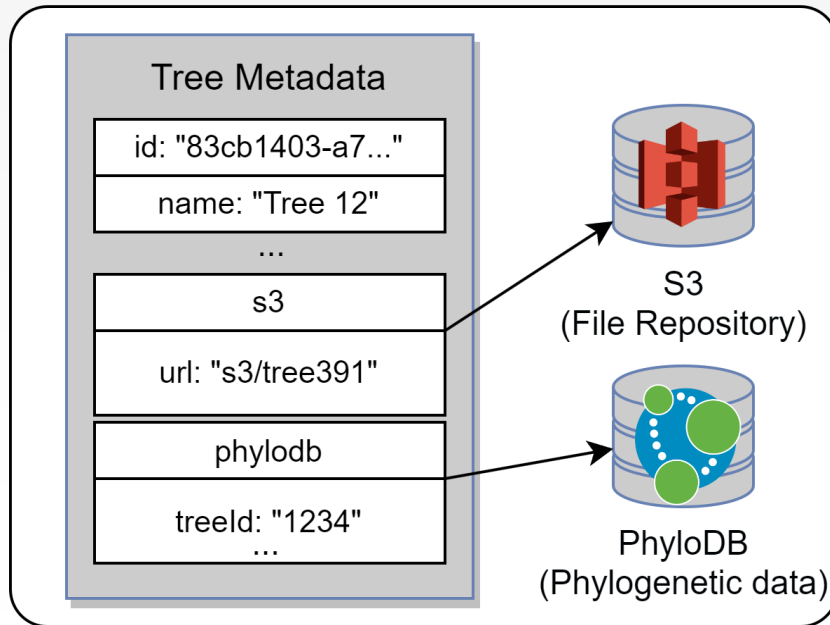 Tree Metadata
id: "83cb1403-a7..."
name: "Tree 12"
...
s3
url: "s3/tree391"
phylodb
treeId: "1234"
...
S3
(File Repository)
PhyloDB
(Phylogenetic data)